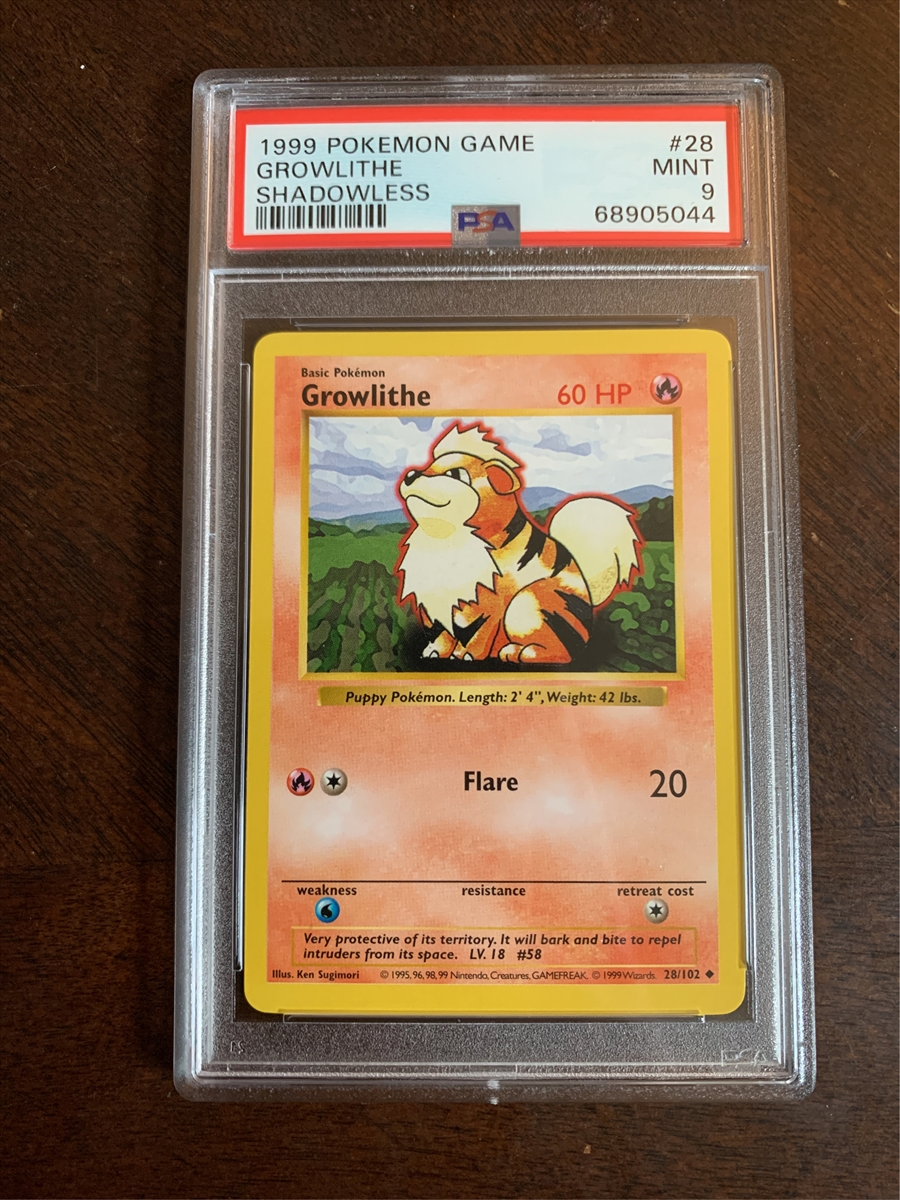 1999 POKEMON GAME #28
GROWLITHE MINT
SHADOWLESS 9
PSA 68905044
Basic Pokémon
Growlithe 60 HP
Puppy Pokémon. Length: 2' 4", Weight: 42 lbs.
Flare 20
weakness resistance retreat cost
Very protective of its territory. It will bark and bite to repel
intruders from its space. LV. 18 #58
Illus. Ken Sugimori © 1995, 96, 98, 99 Nintendo, Creatures, GAMEFREAK. © 1999 Wizards. 28/102
PSA